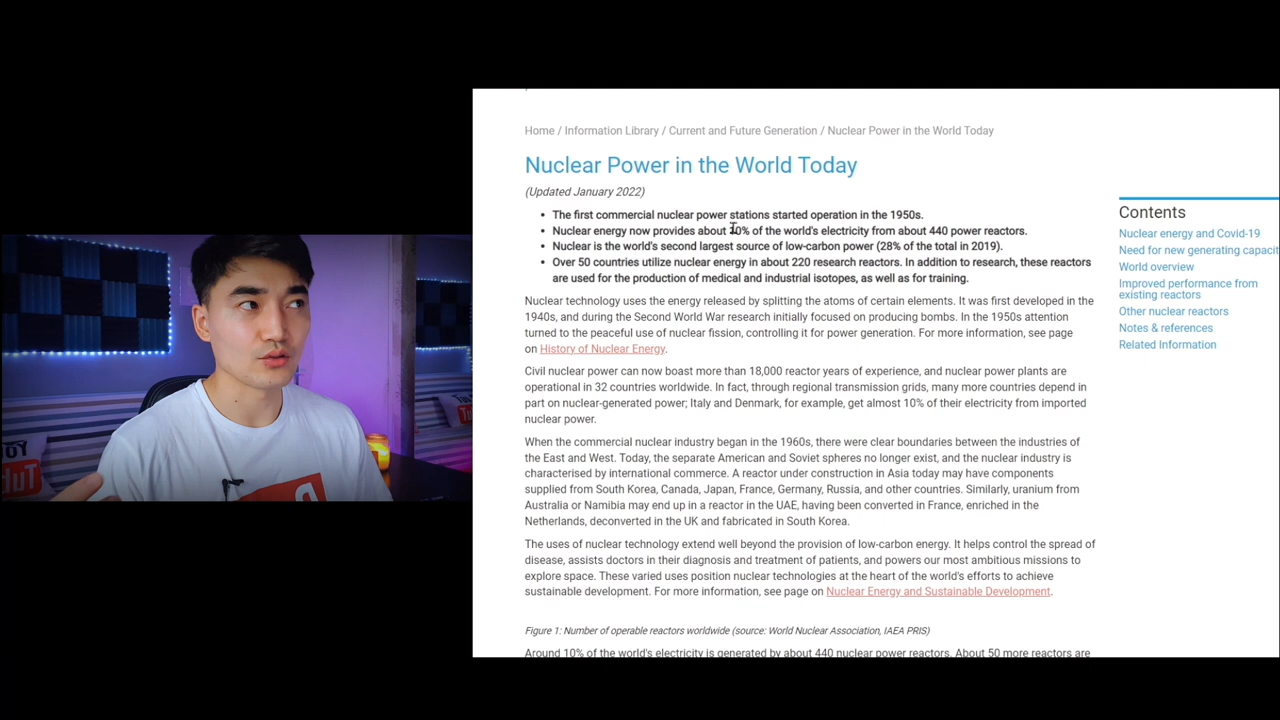 Home / Information Library / Current and Future Generation / Nuclear Power in the World Today
Nuclear Power in the World Today
(Updated January 2022)
• The first commercial nuclear power stations started operation in the 1950s.
• Nuclear energy now provides about 10% of the world's electricity from about 440 power reactors.
• Nuclear is the world's second largest source of low-carbon power (28% of the total in 2019).
• Over 50 countries utilize nuclear energy in about 220 research reactors. In addition to research, these reactors
are used for the production of medical and industrial isotopes, as well as for training.
Nuclear technology uses the energy released by splitting the atoms of certain elements. It was first developed in the
1940s, and during the Second World War research initially focused on producing bombs. In the 1950s attention
turned to the peaceful use of nuclear fission, controlling it for power generation. For more information, see page
on History of Nuclear Energy.
Civil nuclear power can now boast more than 18,000 reactor years of experience, and nuclear power plants are
operational in 32 countries worldwide. In fact, through regional transmission grids, many more countries depend in
part on nuclear-generated power; Italy and Denmark, for example, get almost 10% of their electricity from imported
nuclear power.
When the commercial nuclear industry began in the 1960s, there were clear boundaries between the industries of
the East and West. Today, the separate American and Soviet spheres no longer exist, and the nuclear industry is
characterised by international commerce. A reactor under construction in Asia today may have components
supplied from South Korea, Canada, Japan, France, Germany, Russia, and other countries. Similarly, uranium from
Australia or Namibia may end up in a reactor in the UAE, having been converted in France, enriched in the
Netherlands, deconverted in the UK and fabricated in South Korea.
The uses of nuclear technology extend well beyond the provision of low-carbon energy. It helps control the spread of
disease, assists doctors in their diagnosis and treatment of patients, and powers our most ambitious missions to
explore space. These varied uses position nuclear technologies at the heart of the world's efforts to achieve
sustainable development. For more information, see page on Nuclear Energy and Sustainable Development.
Figure 1: Number of operable reactors worldwide (source: World Nuclear Association, IAEA PRIS)
Around 10% of the world's electricity is generated by about 440 nuclear power reactors. About 50 more reactors are
Contents
Nuclear energy and Covid-19
Need for new generating capacit
World overview
Improved performance from
existing reactors
Other nuclear reactors
Notes & references
Related Information